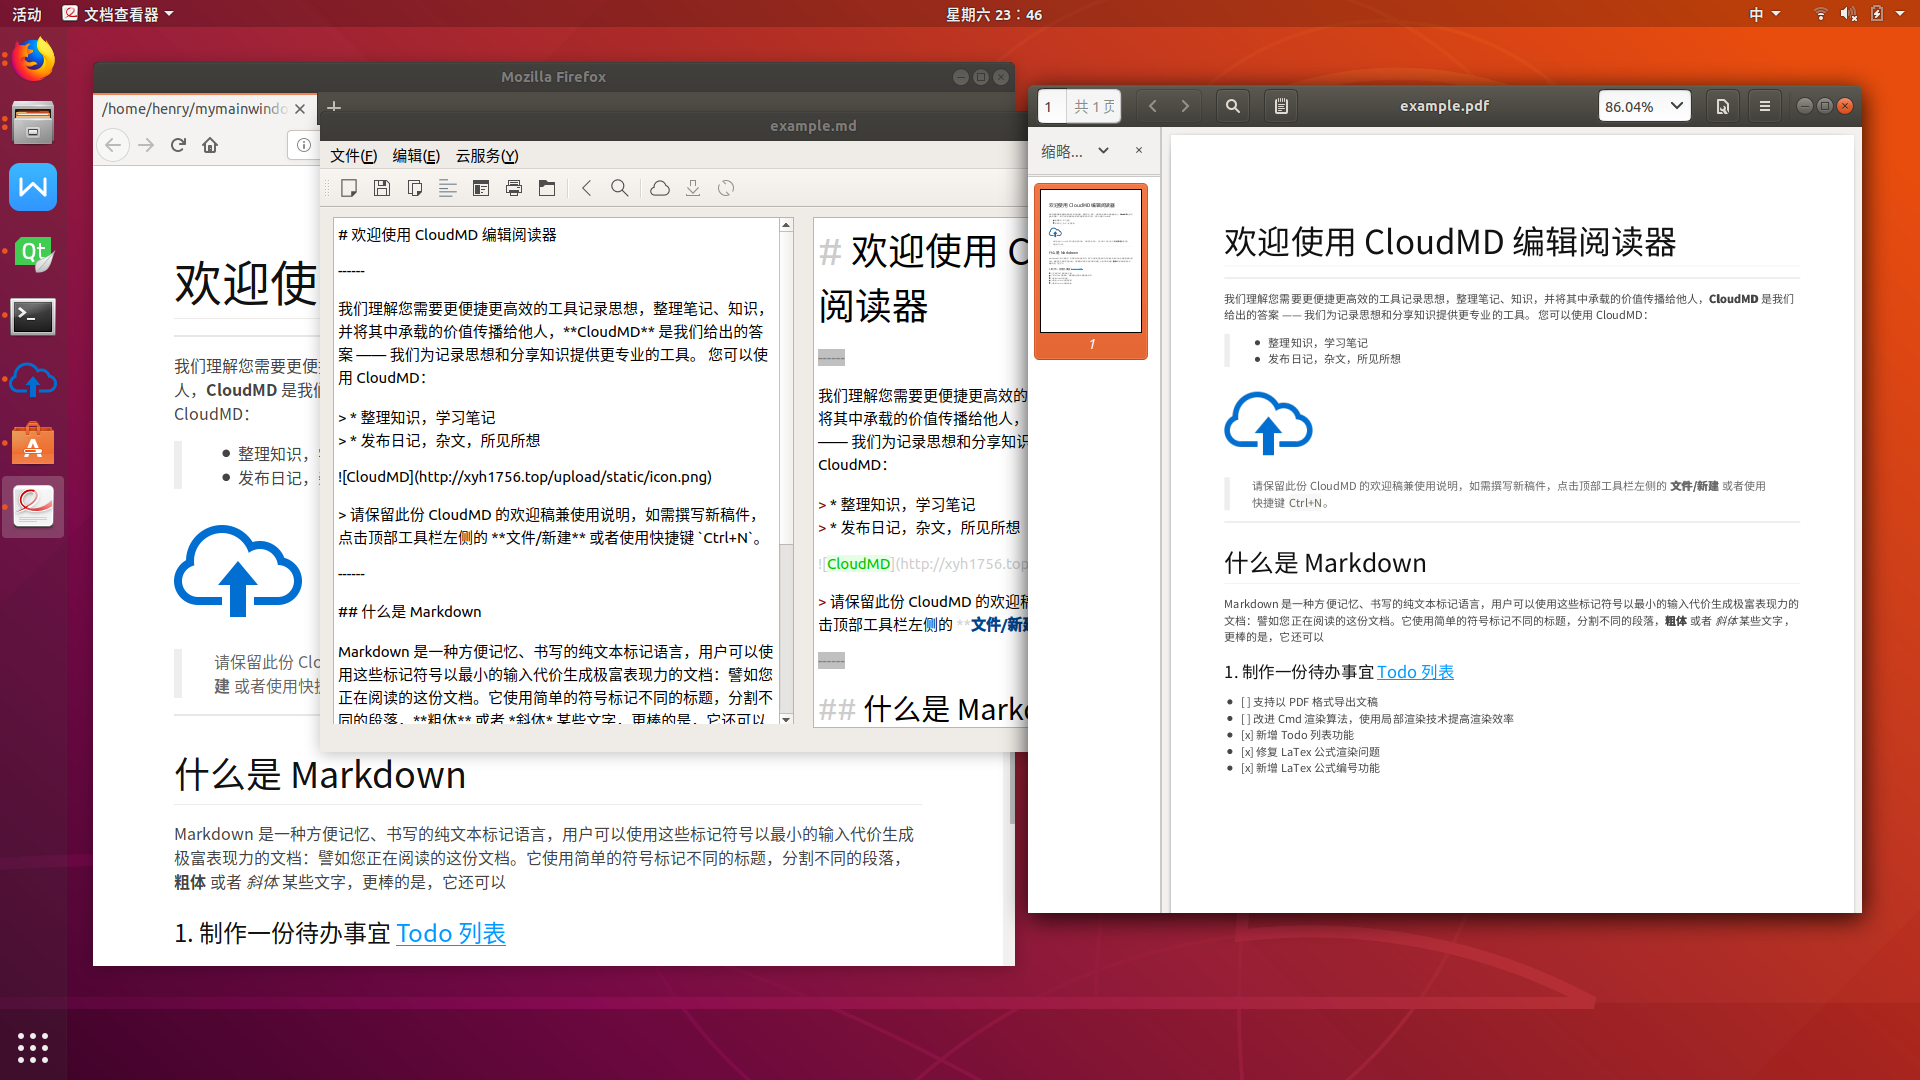 活动 文档查看器 星期六 23：46 中
Mozilla Firefox
/home/henry/mymainwindo
欢迎使
我们理解您需要更便
人，CloudMD 是我们
CloudMD：
整理知识，
发布日记，
请保留此份 Clo
建 或者使用快
什么是 Markdown
Markdown 是一种方便记忆、书写的纯文本标记语言，用户可以使用这些标记符号以最小的输入代价生成
极富表现力的文档：譬如您正在阅读的这份文档。它使用简单的符号标记不同的标题，分割不同的段落，
粗体 或者 斜体 某些文字，更棒的是，它还可以
1. 制作一份待办事宜 Todo 列表
example.md
文件(F) 编辑(E) 云服务(Y)
# 欢迎使用 CloudMD 编辑阅读器
------
我们理解您需要更便捷更高效的工具记录思想，整理笔记、知识，
并将其中承载的价值传播给他人，**CloudMD** 是我们给出的答
案 —— 我们为记录思想和分享知识提供更专业的工具。 您可以使
用 CloudMD：
> * 整理知识，学习笔记
> * 发布日记，杂文，所见所想
![CloudMD](http://xyh1756.top/upload/static/icon.png)
> 请保留此份 CloudMD 的欢迎稿兼使用说明，如需撰写新稿件，
点击顶部工具栏左侧的 **文件/新建** 或者使用快捷键 `Ctrl+N`。
------
## 什么是 Markdown
Markdown 是一种方便记忆、书写的纯文本标记语言，用户可以使
用这些标记符号以最小的输入代价生成极富表现力的文档：譬如您
正在阅读的这份文档。它使用简单的符号标记不同的标题，分割不
同的段落，**粗体** 或者 *斜体* 某些文字，更棒的是，它还可以
# 欢迎使用 C
阅读器
------
我们理解您需要更便捷更高效的
将其中承载的价值传播给他人，
—— 我们为记录思想和分享知识
CloudMD：
> * 整理知识，学习笔记
> * 发布日记，杂文，所见所想
![CloudMD](http://xyh1756.top
> 请保留此份 CloudMD 的欢迎稿
击顶部工具栏左侧的 **文件/新建
------
## 什么是 Mark
1 共 1 页 example.pdf 86.04%
缩略...
1
欢迎使用 CloudMD 编辑阅读器
我们理解您需要更便捷更高效的工具记录思想，整理笔记、知识，并将其中承载的价值传播给他人，CloudMD 是我们
给出的答案 —— 我们为记录思想和分享知识提供更专业的工具。 您可以使用 CloudMD：
整理知识，学习笔记
发布日记，杂文，所见所想
请保留此份 CloudMD 的欢迎稿兼使用说明，如需撰写新稿件，点击顶部工具栏左侧的 文件/新建 或者使用
快捷键 Ctrl+N。
什么是 Markdown
Markdown 是一种方便记忆、书写的纯文本标记语言，用户可以使用这些标记符号以最小的输入代价生成极富表现力的
文档：譬如您正在阅读的这份文档。它使用简单的符号标记不同的标题，分割不同的段落，粗体 或者 斜体 某些文字，
更棒的是，它还可以
1. 制作一份待办事宜 Todo 列表
[ ] 支持以 PDF 格式导出文稿
[ ] 改进 Cmd 渲染算法，使用局部渲染技术提高渲染效率
[x] 新增 Todo 列表功能
[x] 修复 LaTex 公式渲染问题
[x] 新增 LaTex 公式编号功能